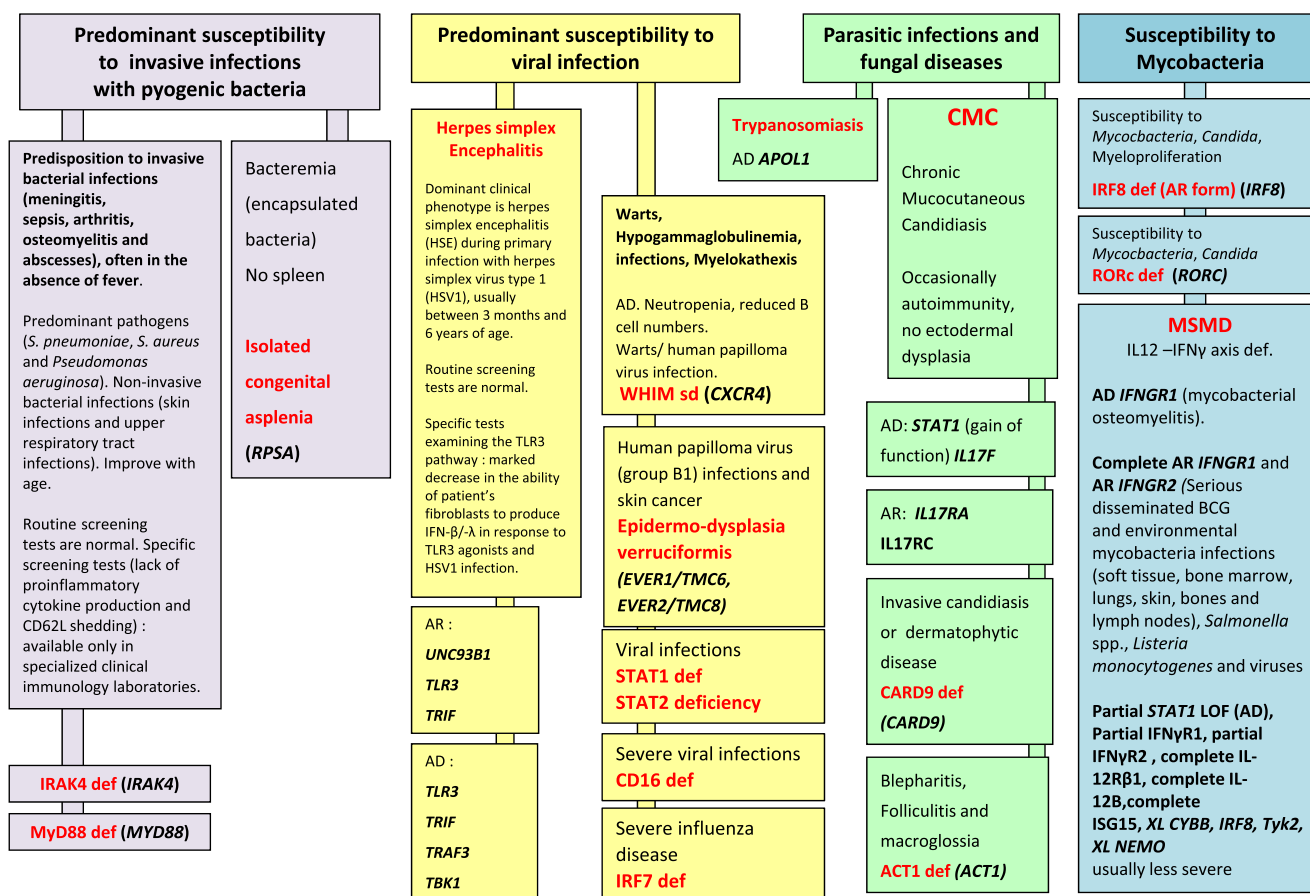 Predominant susceptibility
to invasive infections
with pyogenic bacteria
Predisposition to invasive
bacterial infections
(meningitis,
sepsis, arthritis,
osteomyelitis and
abscesses), often in the
absence of fever.
Predominant pathogens
(S. pneumoniae, S. aureus
and Pseudomonas
aeruginosa). Non-invasive
bacterial infections (skin
infections and upper
respiratory tract
infections). Improve with
age.
Routine screening
tests are normal. Specific
screening tests (lack of
proinflammatory
cytokine production and
CD62L shedding) :
available only in
specialized clinical
immunology laboratories.
IRAK4 def (IRAK4)
MyD88 def (MYD88)
Bacteremia
(encapsulated
bacteria)
No spleen
Isolated
congenital
asplenia
(RPSA)
Predominant susceptibility to
viral infection
Herpes simplex
Encephalitis
Dominant clinical
phenotype is herpes
simplex encephalitis
(HSE) during primary
infection with herpes
simplex virus type 1
(HSV1), usually
between 3 months and
6 years of age.
Routine screening
tests are normal.
Specific tests
examining the TLR3
pathway : marked
decrease in the ability
of patient's
fibroblasts to produce
IFN-β/-λ in response to
TLR3 agonists and
HSV1 infection.
AR :
UNC93B1
TLR3
TRIF
AD :
TLR3
TRIF
TRAF3
TBK1
Warts,
Hypogammaglobulinemia,
infections, Myelokathexis
AD. Neutropenia, reduced B
cell numbers.
Warts/ human papilloma
virus infection.
WHIM sd (CXCR4)
Human papilloma virus
(group B1) infections and
skin cancer
Epidermo-dysplasia
verruciformis
(EVER1/TMC6,
EVER2/TMC8)
Viral infections
STAT1 def
STAT2 deficiency
Severe viral infections
CD16 def
Severe influenza
disease
IRF7 def
Parasitic infections and
fungal diseases
Trypanosomiasis
AD APOL1
CMC
Chronic
Mucocutaneous
Candidiasis
Occasionally
autoimmunity,
no ectodermal
dysplasia
AD: STAT1 (gain of
function) IL17F
AR: IL17RA
IL17RC
Invasive candidiasis
or dermatophytic
disease
CARD9 def
(CARD9)
Blepharitis,
Folliculitis and
macroglossia
ACT1 def (ACT1)
Susceptibility to
Mycobacteria
Susceptibility to
Mycocbacteria, Candida,
Myeloproliferation
IRF8 def (AR form) (IRF8)
Susceptibility to
Mycobacteria, Candida
RORc def (RORC)
MSMD
IL12 –IFNγ axis def.
AD IFNGR1 (mycobacterial
osteomyelitis).
Complete AR IFNGR1 and
AR IFNGR2 (Serious
disseminated BCG
and environmental
mycobacteria infections
(soft tissue, bone marrow,
lungs, skin, bones and
lymph nodes), Salmonella
spp., Listeria
monocytogenes and viruses
Partial STAT1 LOF (AD),
Partial IFNγR1, partial
IFNγR2 , complete IL-
12Rβ1, complete IL-
12B,complete
ISG15, XL CYBB, IRF8, Tyk2,
XL NEMO
usually less severe